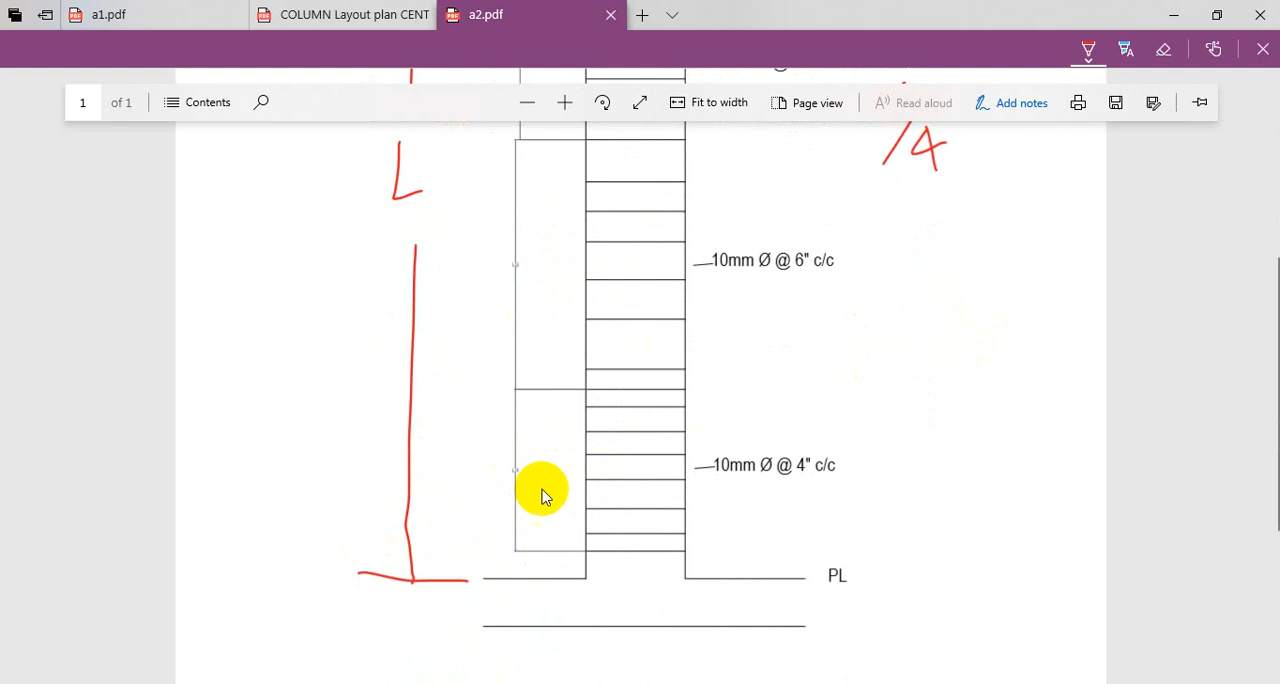 a1.pdf
COLUMN Layout plan CENT
a2.pdf
1 of 1
Contents
Fit to width
Page view
Read aloud
Add notes
L
/4
10mm Ø @ 6" c/c
10mm Ø @ 4" c/c
PL